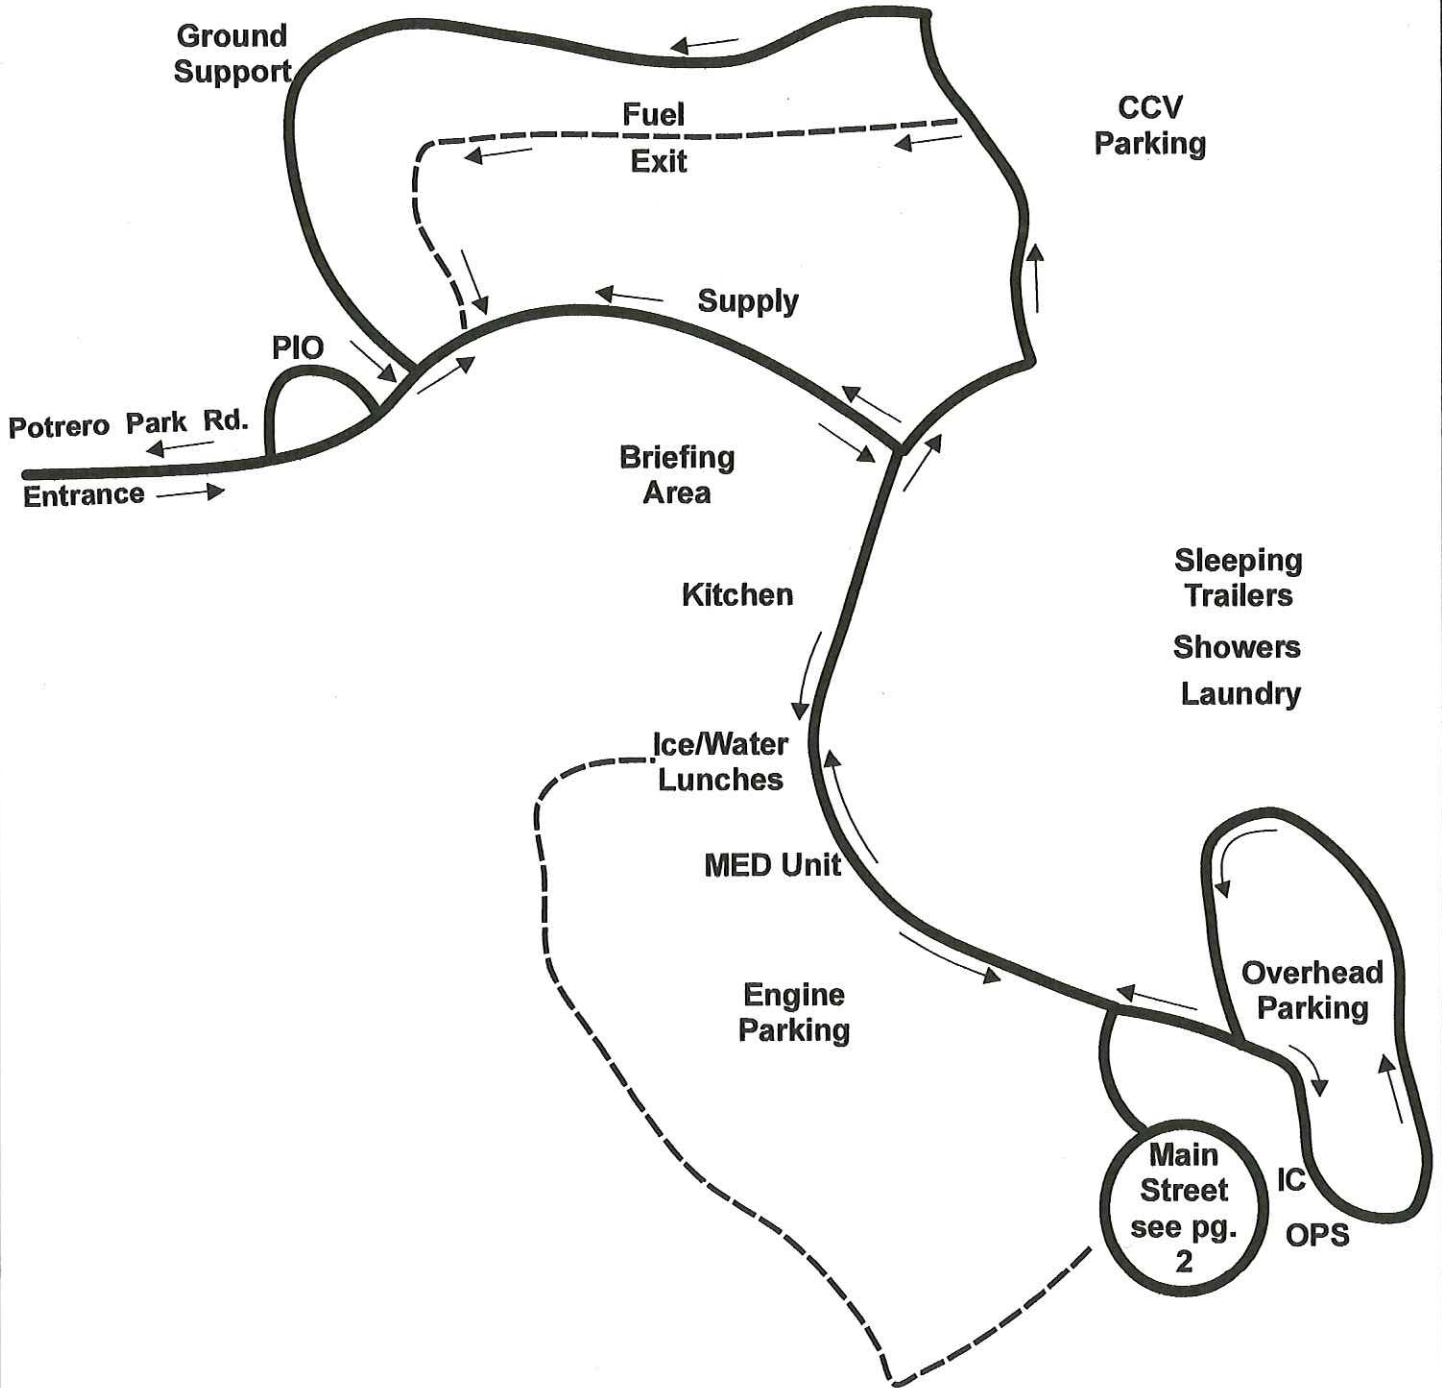 Ground
Support
Fuel
Exit
CCV
Parking
Supply
PIO
Potrero Park Rd.
Entrance
Briefing
Area
Kitchen
Sleeping
Trailers
Showers
Laundry
Ice/Water
Lunches
MED Unit
Engine
Parking
Overhead
Parking
Main
Street
see pg.
2
IC
OPS